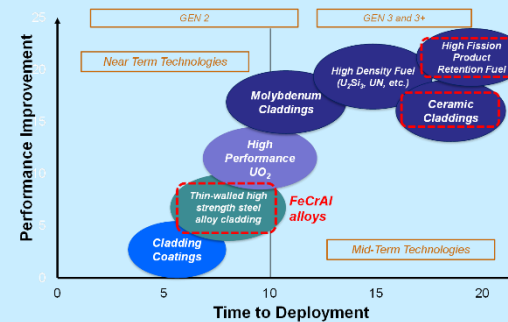 25
GEN 2
GEN 3 and 3+
Near Term Technologies
High Fission
Product
Retention Fuel
20
High Density Fuel
(U₃Si₂, UN, etc.)
Molybdenum
Claddings
Ceramic
Claddings
15
High
Performance
UO₂
10
Thin-walled high
strength steel
alloy cladding
FeCrAl
alloys
5
Cladding
Coatings
Mid-Term Technologies
0
0
5
10
15
20
Performance Improvement
Time to Deployment